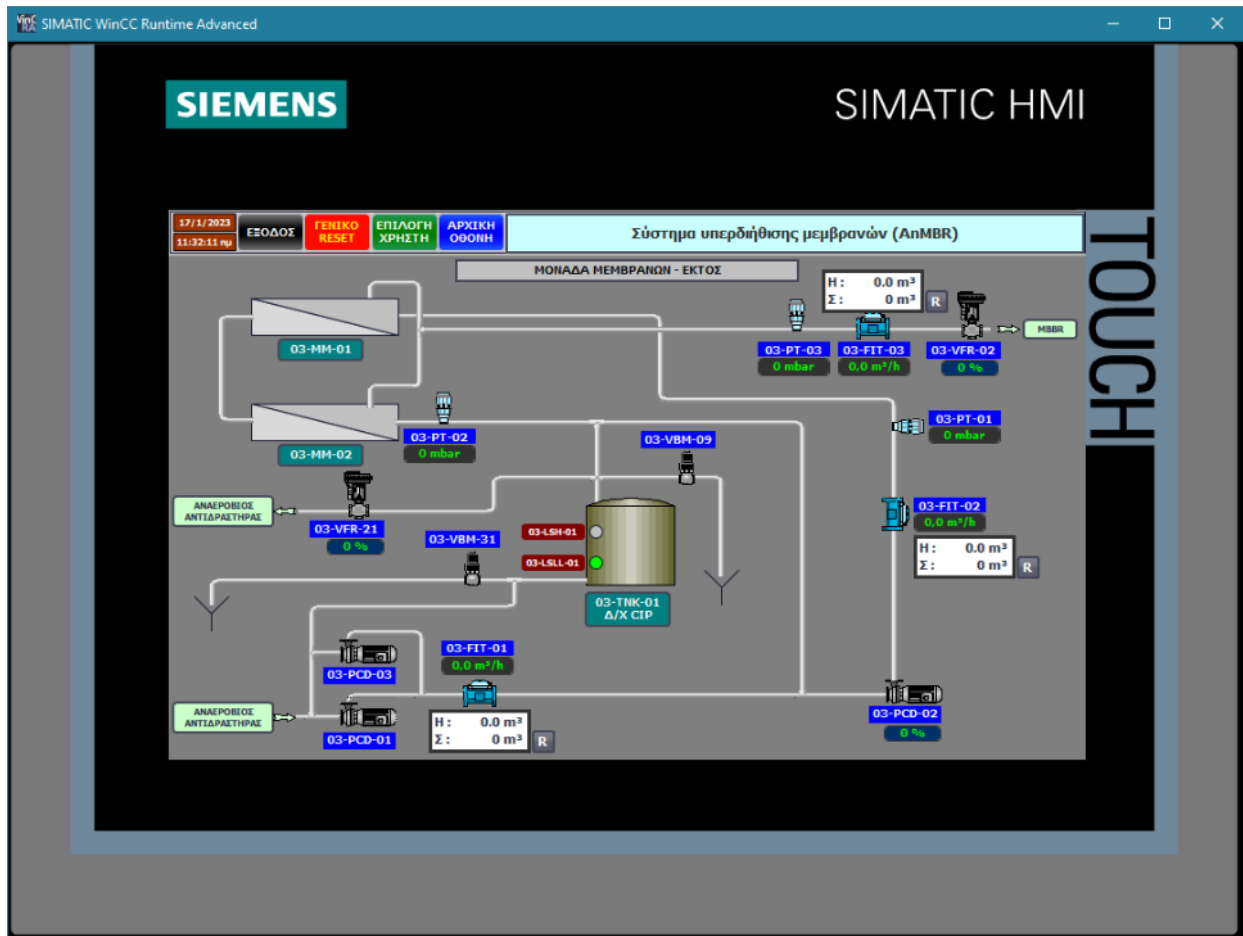 SIMATIC WinCC Runtime Advanced
SIEMENS
SIMATIC HMI
TOUCH
17/1/2023
11:32:11 πμ
ΕΞΟΔΟΣ
ΓΕΝΙΚΟ
RESET
ΕΠΙΛΟΓΗ
ΧΡΗΣΤΗ
ΑΡΧΙΚΗ
ΟΘΟΝΗ
Σύστημα υπερδιήθισης μεμβρανών (AnMBR)
ΜΟΝΑΔΑ ΜΕΜΒΡΑΝΩΝ - ΕΚΤΟΣ
H: 0.0 m³
Σ: 0 m³ R
MBBR
03-MM-01
03-PT-03
0 mbar
03-FIT-03
0,0 m³/h
03-VFR-02
0 %
03-PT-01
0 mbar
03-PT-02
0 mbar
03-VBM-09
03-MM-02
ΑΝΑΕΡΟΒΙΟΣ
ΑΝΤΙΔΡΑΣΤΗΡΑΣ
03-VFR-21
0 %
03-VBM-31
03-LSH-01
03-LSLL-01
03-FIT-02
0,0 m³/h
H: 0.0 m³
Σ: 0 m³ R
03-TNK-01
Δ/Χ CIP
03-FIT-01
0,0 m³/h
03-PCD-03
ΑΝΑΕΡΟΒΙΟΣ
ΑΝΤΙΔΡΑΣΤΗΡΑΣ
03-PCD-01
H: 0.0 m³
Σ: 0 m³ R
03-PCD-02
0 %